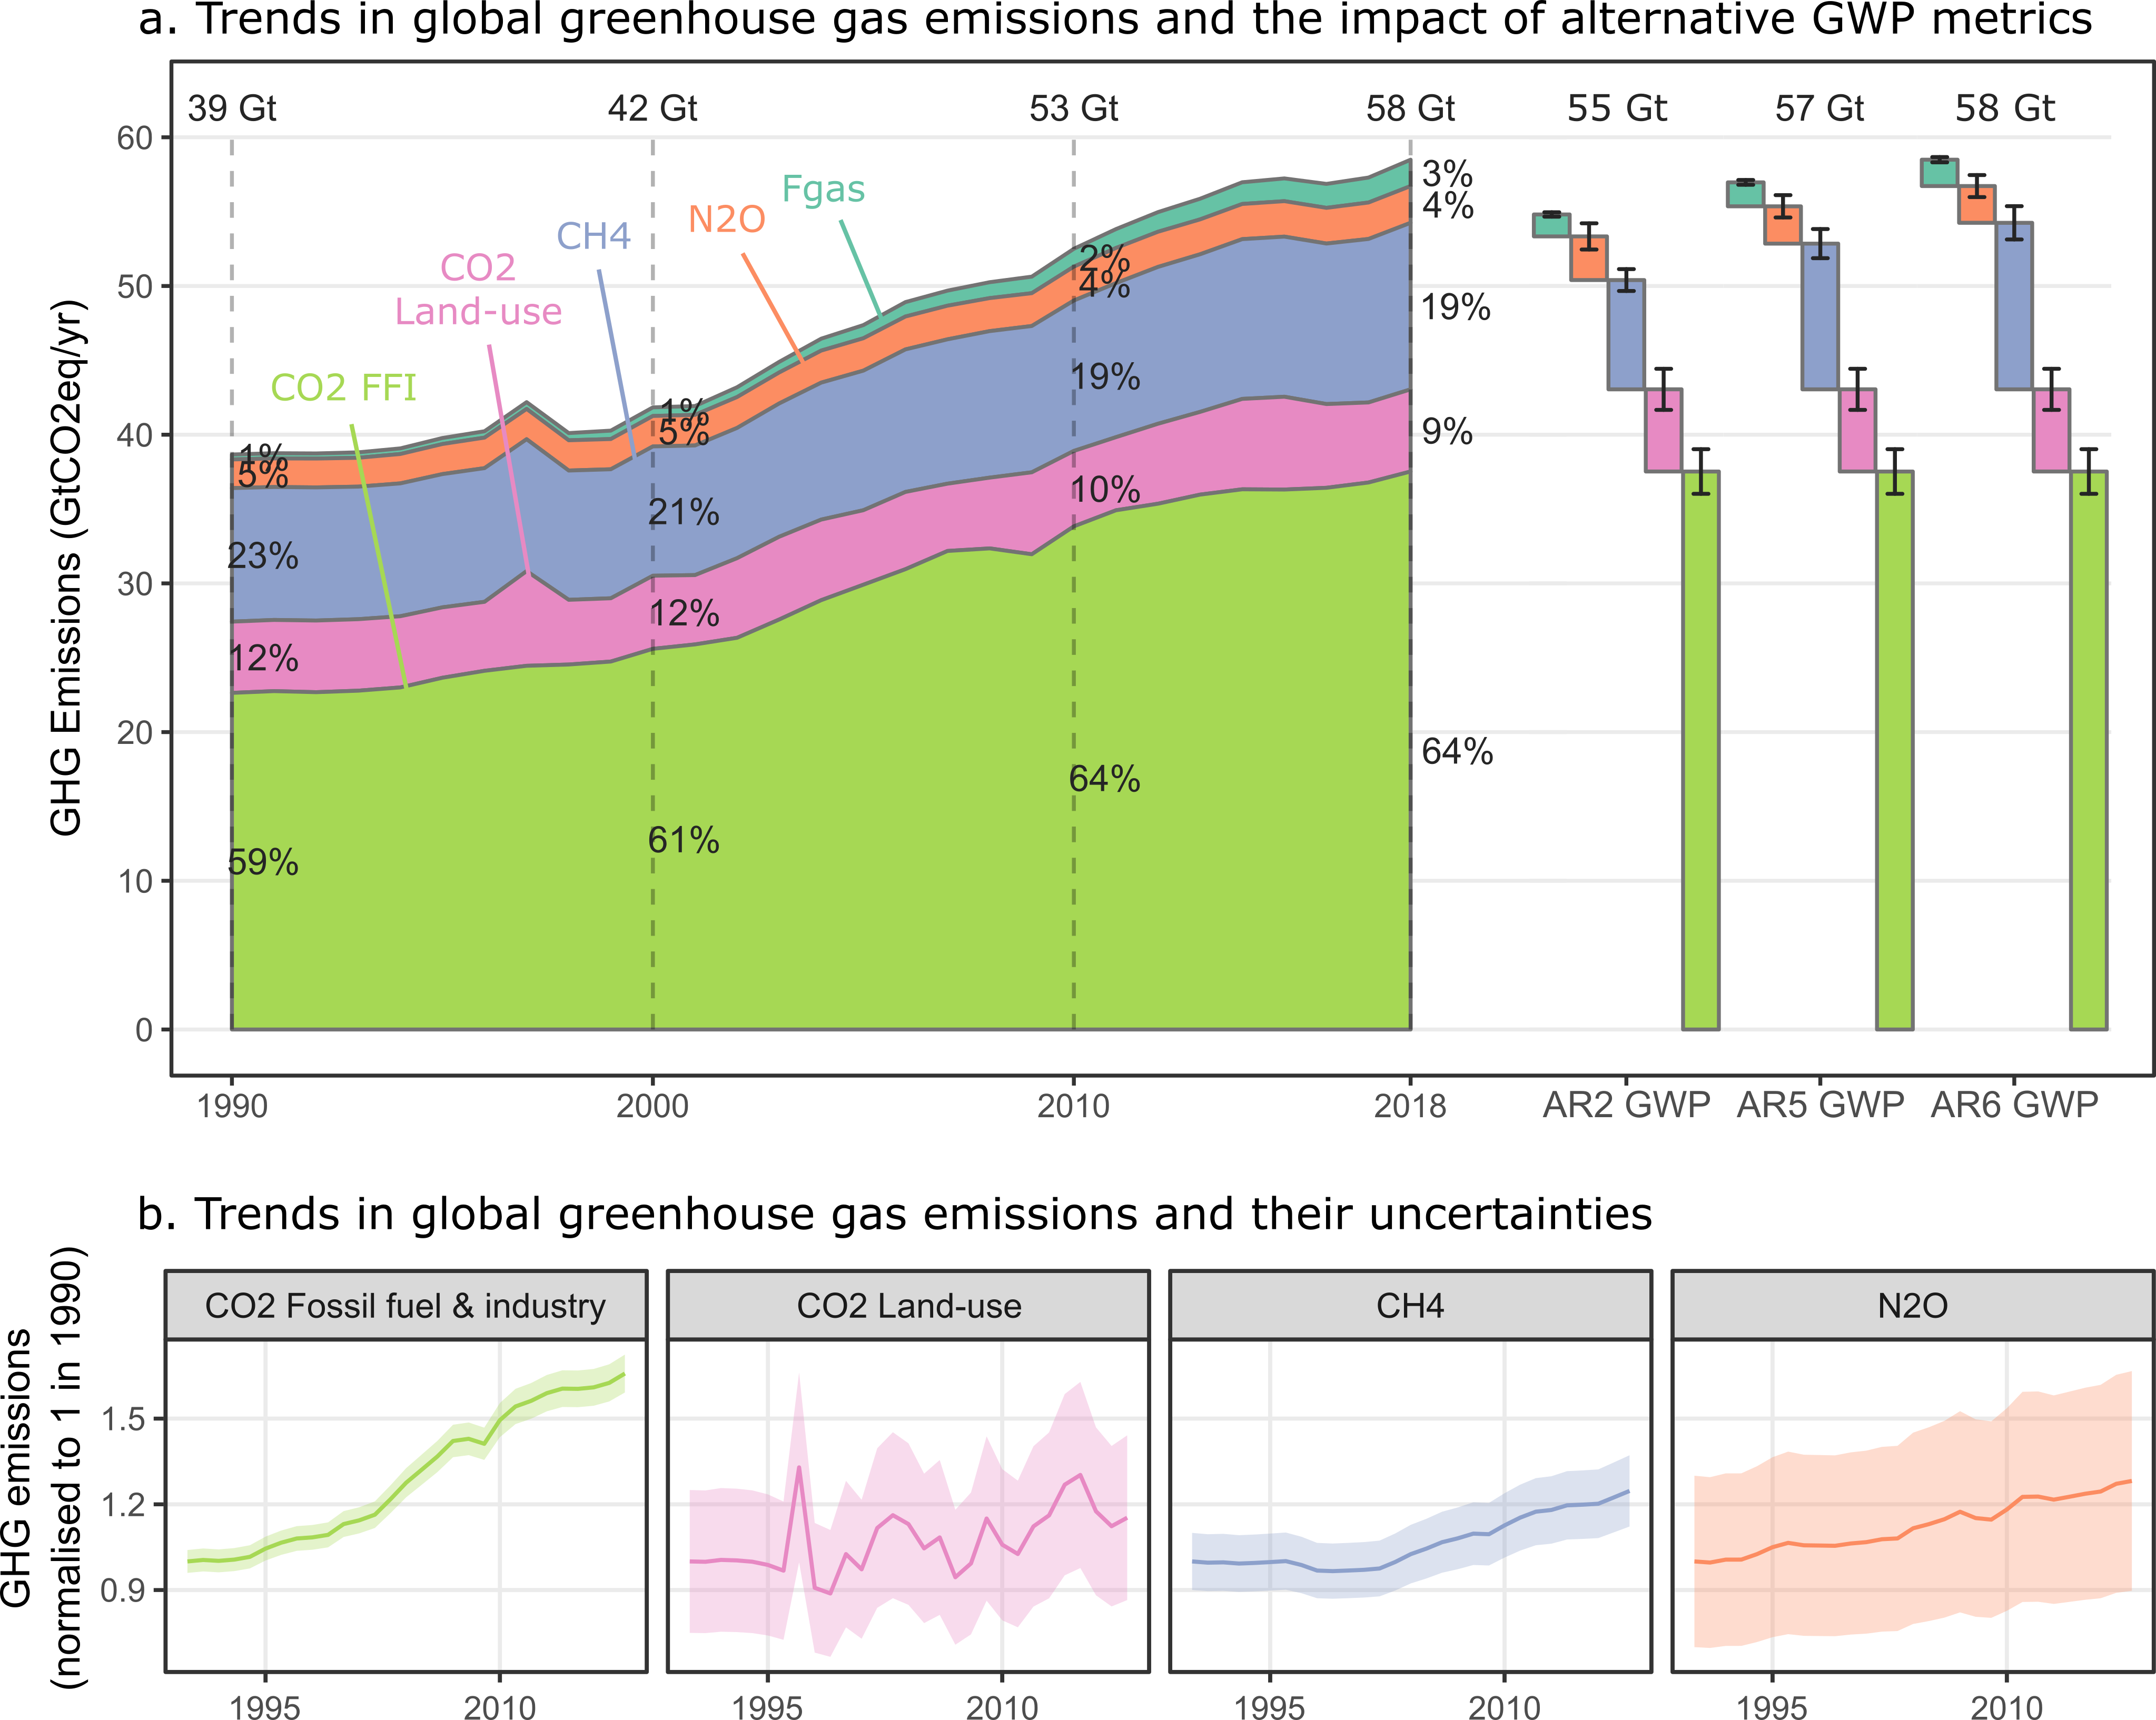 a. Trends in global greenhouse gas emissions and the impact of alternative GWP metrics
39 Gt 42 Gt 53 Gt 58 Gt 55 Gt 57 Gt 58 Gt
GHG Emissions (GtCO2eq/yr)
60
50
40
30
20
10
0
CO2 FFI
CO2
Land-use
CH4
N2O
Fgas
1%
5%
23%
12%
59%
1%
5%
21%
12%
61%
2%
4%
19%
10%
64%
3%
4%
19%
9%
64%
1990 2000 2010 2018 AR2 GWP AR5 GWP AR6 GWP
b. Trends in global greenhouse gas emissions and their uncertainties
GHG emissions
(normalised to 1 in 1990)
CO2 Fossil fuel & industry CO2 Land-use CH4 N2O
1.5
1.2
0.9
1995 2010 1995 2010 1995 2010 1995 2010